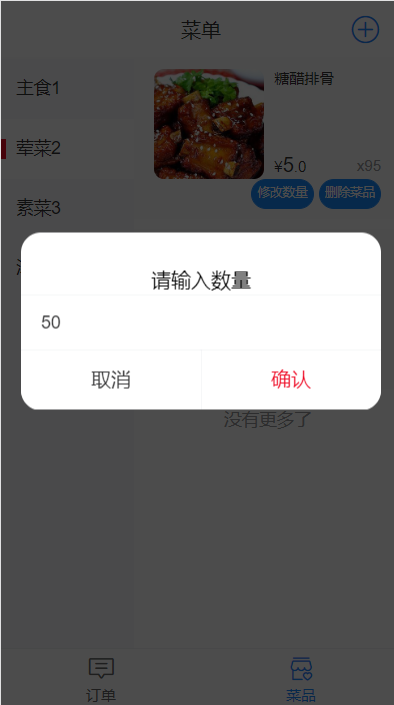 菜单
主食1
荤菜2
素菜3
糖醋排骨
¥5.0
x95
修改数量
删除菜品
请输入数量
50
取消
确认
没有更多了
订单
菜品